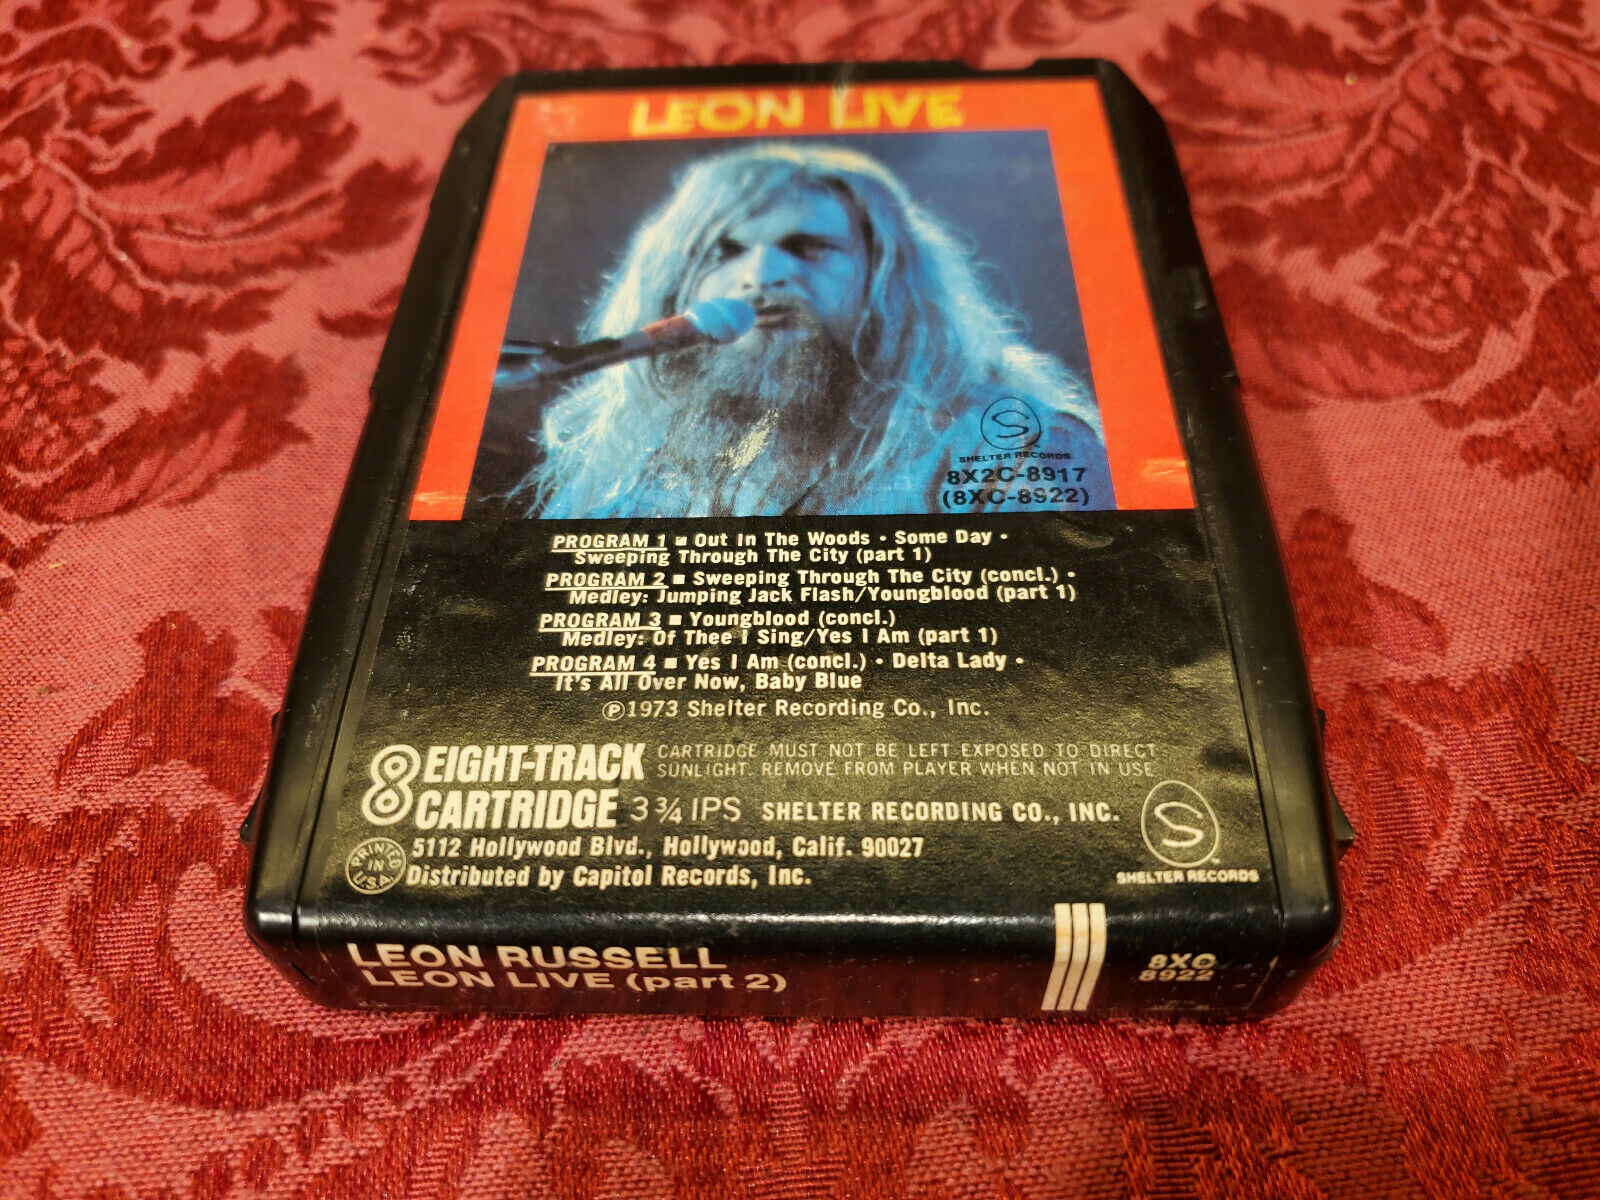 LEON LIVE
S
SHELTER RECORDS
8X2C-8917
(8XC-8922)
PROGRAM 1 ■ Out In The Woods • Some Day •
Sweeping Through The City (part 1)
PROGRAM 2 ■ Sweeping Through The City (concl.) •
Medley: Jumping Jack Flash/Youngblood (part 1)
PROGRAM 3 ■ Youngblood (concl.)
Medley: Of Thee I Sing/Yes I Am (part 1)
PROGRAM 4 ■ Yes I Am (concl.) • Delta Lady •
It's All Over Now, Baby Blue
℗1973 Shelter Recording Co., Inc.
8 EIGHT-TRACK
CARTRIDGE
CARTRIDGE MUST NOT BE LEFT EXPOSED TO DIRECT
SUNLIGHT. REMOVE FROM PLAYER WHEN NOT IN USE
3 ¾ IPS SHELTER RECORDING CO., INC.
PRINTED IN U.S.A.
5112 Hollywood Blvd., Hollywood, Calif. 90027
Distributed by Capitol Records, Inc.
S
SHELTER RECORDS
LEON RUSSELL
LEON LIVE (part 2)
8XC
8922